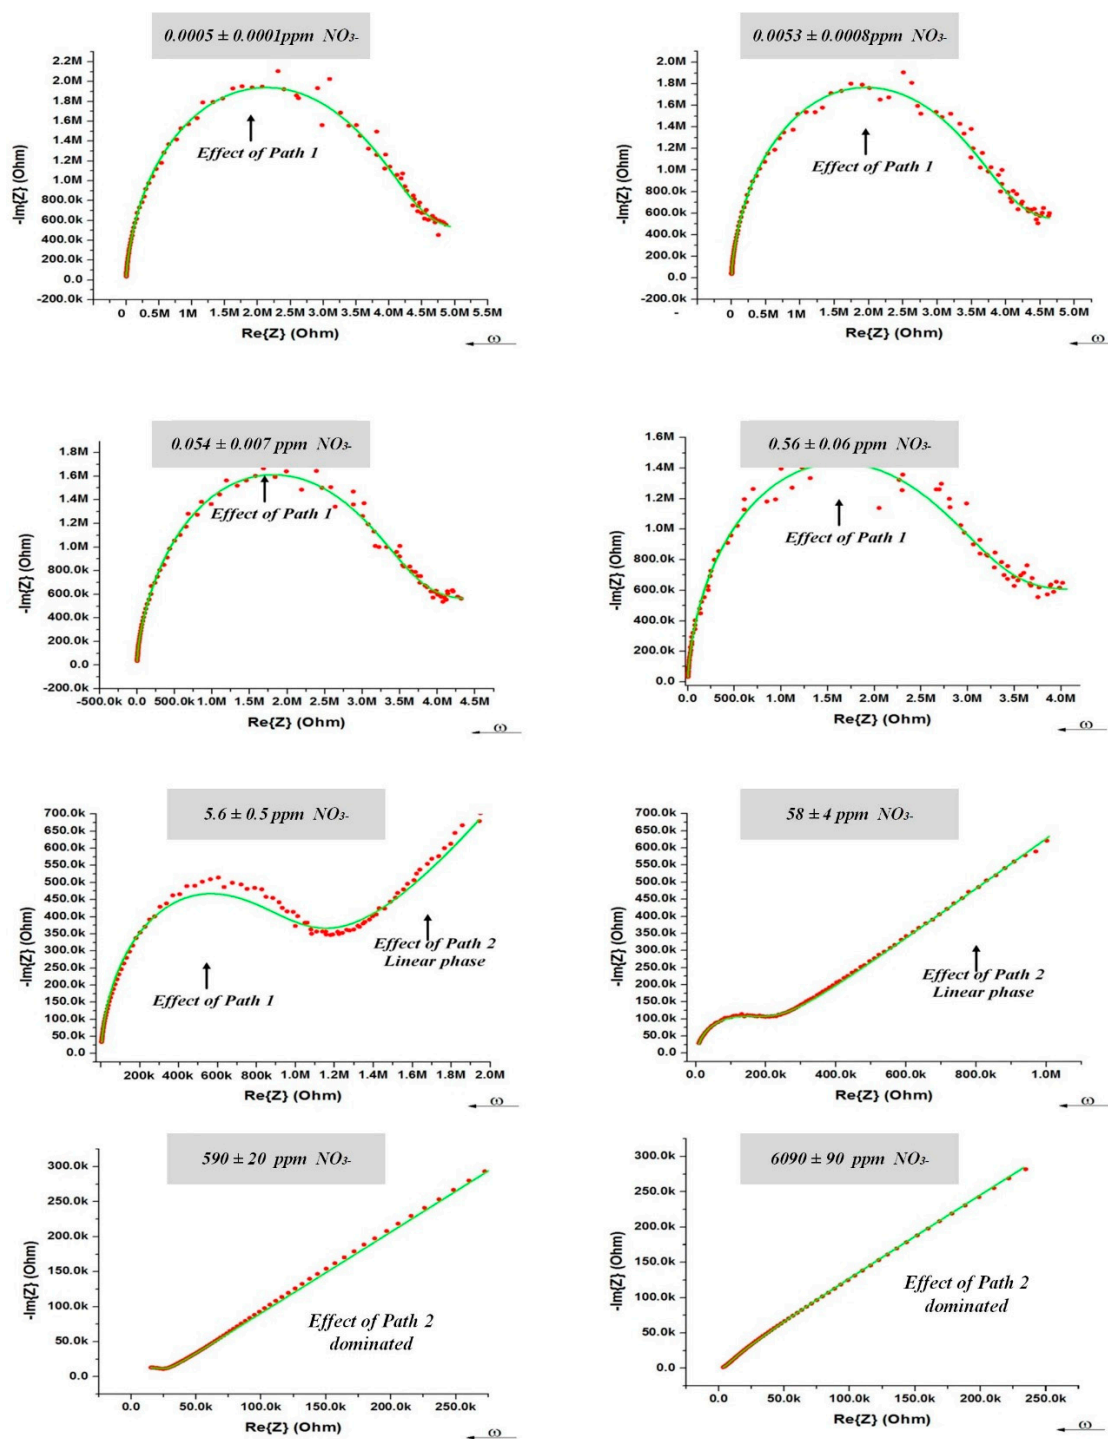 0.0005 ± 0.0001ppm NO₃-
-Im{Z} (Ohm)
2.2M
2.0M
1.8M
1.6M
1.4M
1.2M
1.0M
800.0k
600.0k
400.0k
200.0k
0.0
-200.0k
Effect of Path 1
0 0.5M 1M 1.5M 2.0M 2.5M 3.0M 3.5M 4.0M 4.5M 5.0M 5.5M
Re{Z} (Ohm)
ω
0.0053 ± 0.0008ppm NO₃-
-Im{Z} (Ohm)
2.0M
1.8M
1.6M
1.4M
1.2M
1.0M
800.0k
600.0k
400.0k
200.0k
0.0
-200.0k
Effect of Path 1
- 0 0.5M 1M 1.5M 2.0M 2.5M 3.0M 3.5M 4.0M 4.5M 5.0M
Re{Z} (Ohm)
ω
0.054 ± 0.007 ppm NO₃-
-Im{Z} (Ohm)
1.8M
1.6M
1.4M
1.2M
1.0M
800.0k
600.0k
400.0k
200.0k
0.0
-200.0k
Effect of Path 1
-500.0k 0.0 500.0k 1.0M 1.5M 2.0M 2.5M 3.0M 3.5M 4.0M 4.5M
Re{Z} (Ohm)
ω
0.56 ± 0.06 ppm NO₃-
-Im{Z} (Ohm)
1.6M
1.4M
1.2M
1.0M
800.0k
600.0k
400.0k
200.0k
0.0
Effect of Path 1
0.0 500.0k 1.0M 1.5M 2.0M 2.5M 3.0M 3.5M 4.0M
Re{Z} (Ohm)
ω
5.6 ± 0.5 ppm NO₃-
-Im{Z} (Ohm)
700.0k
650.0k
600.0k
550.0k
500.0k
450.0k
400.0k
350.0k
300.0k
250.0k
200.0k
150.0k
100.0k
50.0k
0.0
Effect of Path 2
Linear phase
Effect of Path 1
200k 400k 600k 800k 1.0M 1.2M 1.4M 1.6M 1.8M 2.0M
Re{Z} (Ohm)
ω
58 ± 4 ppm NO₃-
-Im{Z} (Ohm)
700.0k
650.0k
600.0k
550.0k
500.0k
450.0k
400.0k
350.0k
300.0k
250.0k
200.0k
150.0k
100.0k
50.0k
0.0
Effect of Path 2
Linear phase
0.0 200.0k 400.0k 600.0k 800.0k 1.0M
Re{Z} (Ohm)
ω
590 ± 20 ppm NO₃-
-Im{Z} (Ohm)
300.0k
250.0k
200.0k
150.0k
100.0k
50.0k
0.0
Effect of Path 2
dominated
0.0 50.0k 100.0k 150.0k 200.0k 250.0k
Re{Z} (Ohm)
ω
6090 ± 90 ppm NO₃-
-Im{Z} (Ohm)
300.0k
250.0k
200.0k
150.0k
100.0k
50.0k
0.0
Effect of Path 2
dominated
0.0 50.0k 100.0k 150.0k 200.0k 250.0k
Re{Z} (Ohm)
ω